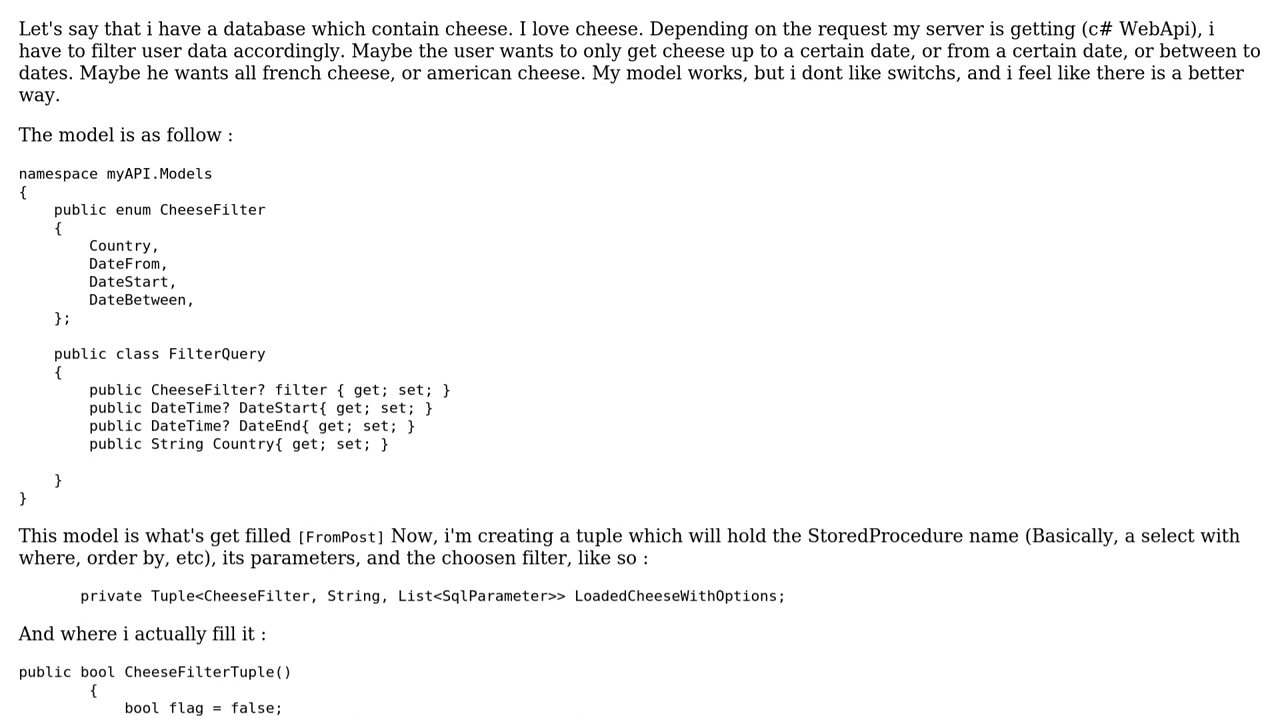 Let's say that i have a database which contain cheese. I love cheese. Depending on the request my server is getting (c# WebApi), i
have to filter user data accordingly. Maybe the user wants to only get cheese up to a certain date, or from a certain date, or between to
dates. Maybe he wants all french cheese, or american cheese. My model works, but i dont like switchs, and i feel like there is a better
way.
The model is as follow :
namespace myAPI.Models
{
    public enum CheeseFilter
    {
        Country,
        DateFrom,
        DateStart,
        DateBetween,
    };
    public class FilterQuery
    {
        public CheeseFilter? filter { get; set; }
        public DateTime? DateStart{ get; set; }
        public DateTime? DateEnd{ get; set; }
        public String Country{ get; set; }
    }
}
This model is what's get filled [FromPost] Now, i'm creating a tuple which will hold the StoredProcedure name (Basically, a select with
where, order by, etc), its parameters, and the choosen filter, like so :
       private Tuple<CheeseFilter, String, List<SqlParameter>> LoadedCheeseWithOptions;
And where i actually fill it :
public bool CheeseFilterTuple()
        {
            bool flag = false;